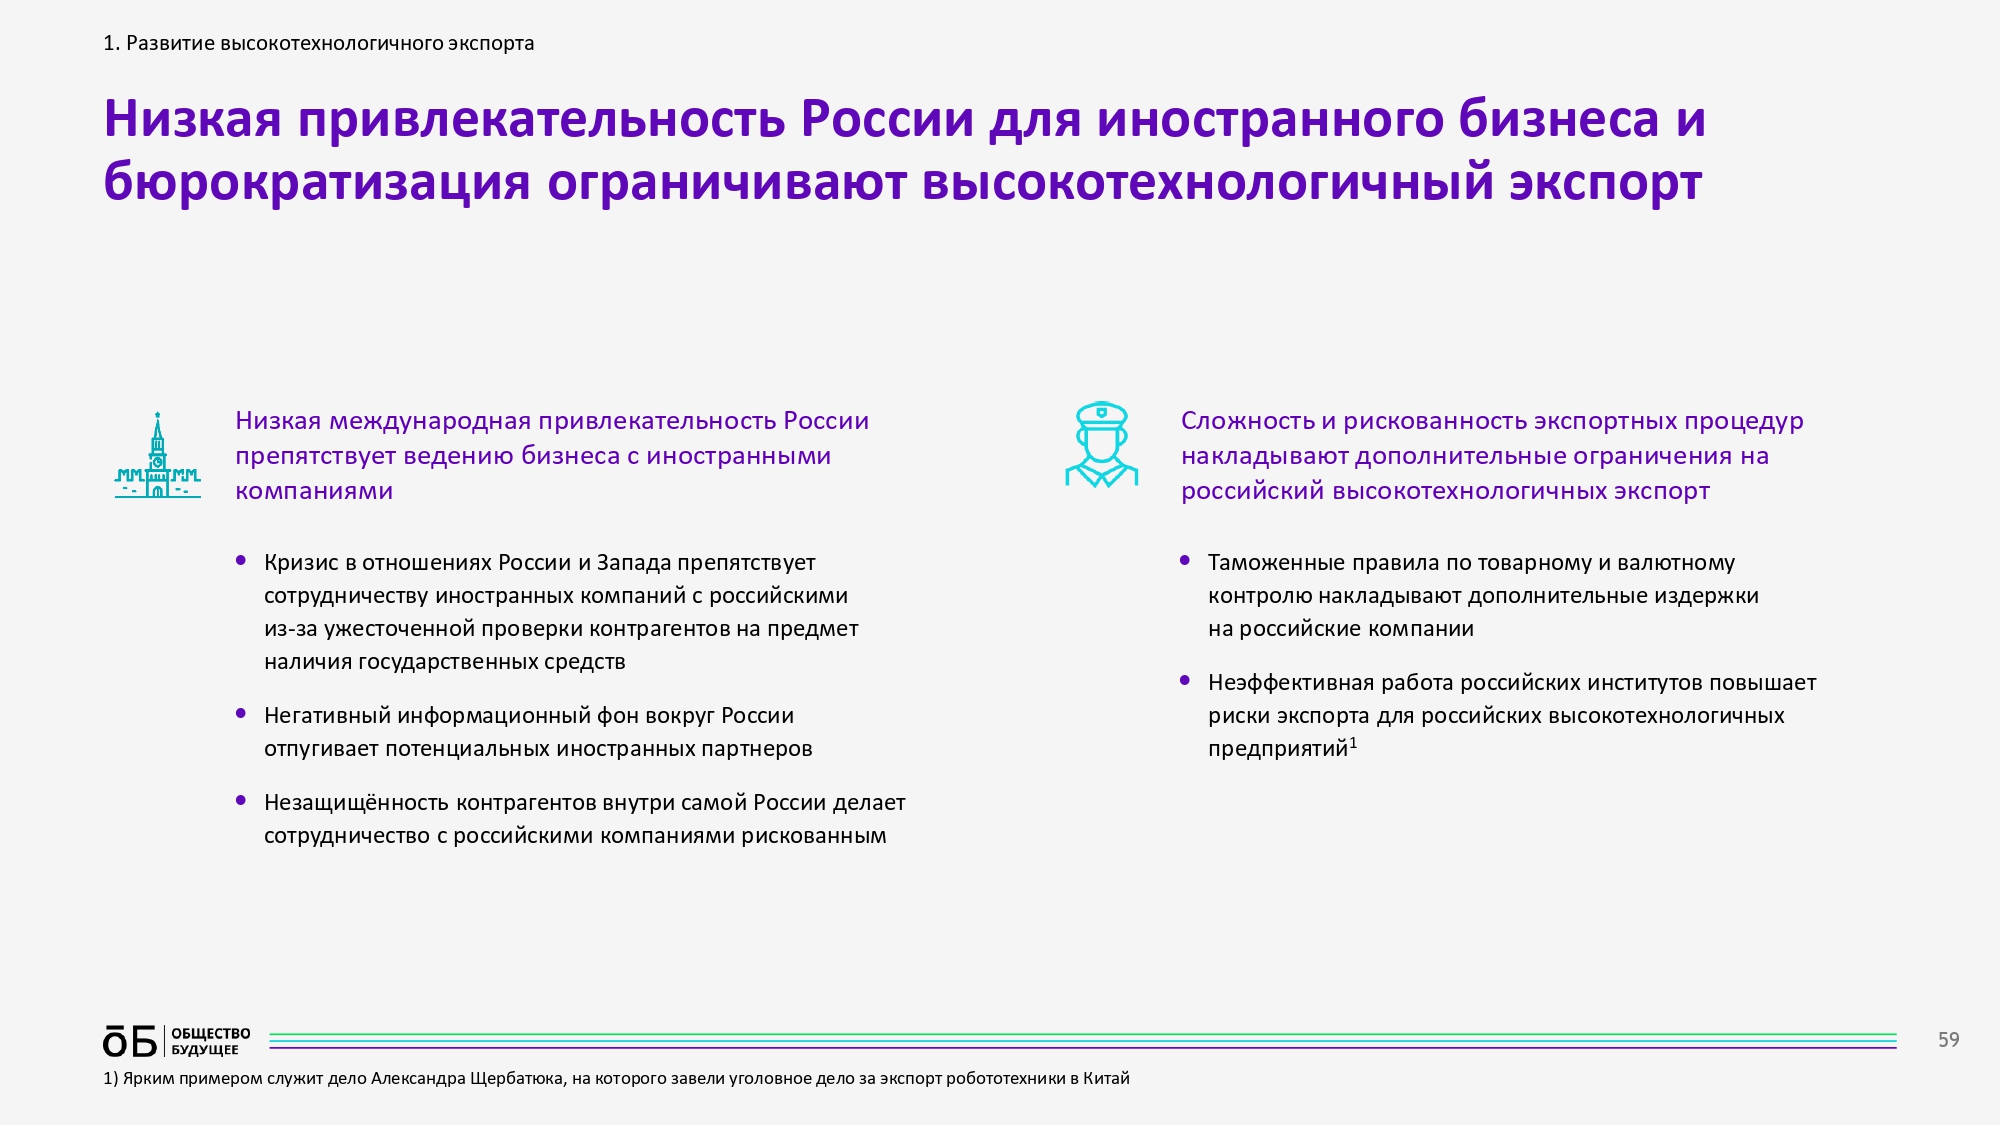 1. Развитие высокотехнологичного экспорта
Низкая привлекательность России для иностранного бизнеса и
бюрократизация ограничивают высокотехнологичный экспорт
Низкая международная привлекательность России
препятствует ведению бизнеса с иностранными
компаниями
Кризис в отношениях России и Запада препятствует
сотрудничеству иностранных компаний с российскими
из-за ужесточенной проверки контрагентов на предмет
наличия государственных средств
Негативный информационный фон вокруг России
отпугивает потенциальных иностранных партнеров
Незащищённость контрагентов внутри самой России делает
сотрудничество с российскими компаниями рискованным
Сложность и рискованность экспортных процедур
накладывают дополнительные ограничения на
российский высокотехнологичных экспорт
Таможенные правила по товарному и валютному
контролю накладывают дополнительные издержки
на российские компании
Неэффективная работа российских институтов повышает
риски экспорта для российских высокотехнологичных
предприятий¹
ōБ
ОБЩЕСТВО
БУДУЩЕЕ
59
1) Ярким примером служит дело Александра Щербатюка, на которого завели уголовное дело за экспорт робототехники в Китай